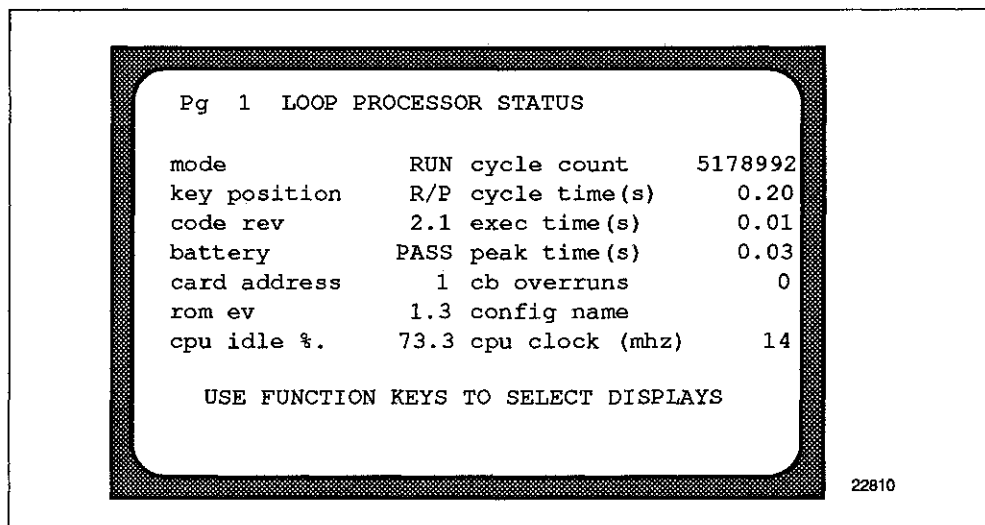 Pg 1 LOOP PROCESSOR STATUS
mode RUN cycle count 5178992
key position R/P cycle time(s) 0.20
code rev 2.1 exec time(s) 0.01
battery PASS peak time(s) 0.03
card address 1 cb overruns 0
rom ev 1.3 config name
cpu idle %. 73.3 cpu clock (mhz) 14
USE FUNCTION KEYS TO SELECT DISPLAYS
22810